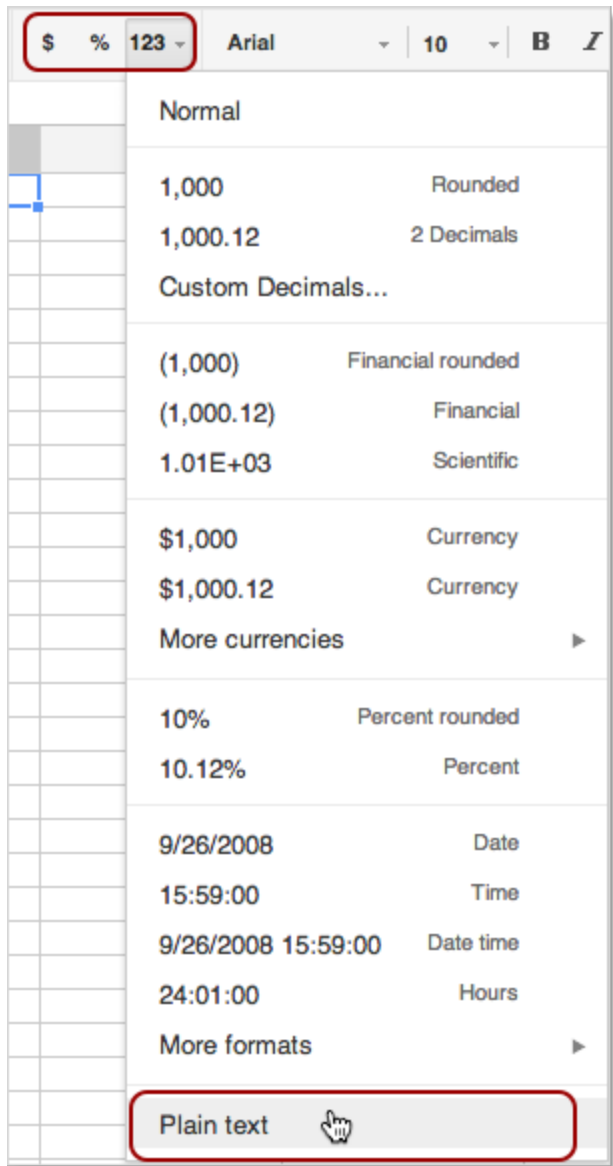 $ % 123 Arial 10 B I
Normal
1,000 Rounded
1,000.12 2 Decimals
Custom Decimals...
(1,000) Financial rounded
(1,000.12) Financial
1.01E+03 Scientific
$1,000 Currency
$1,000.12 Currency
More currencies
10% Percent rounded
10.12% Percent
9/26/2008 Date
15:59:00 Time
9/26/2008 15:59:00 Date time
24:01:00 Hours
More formats
Plain text